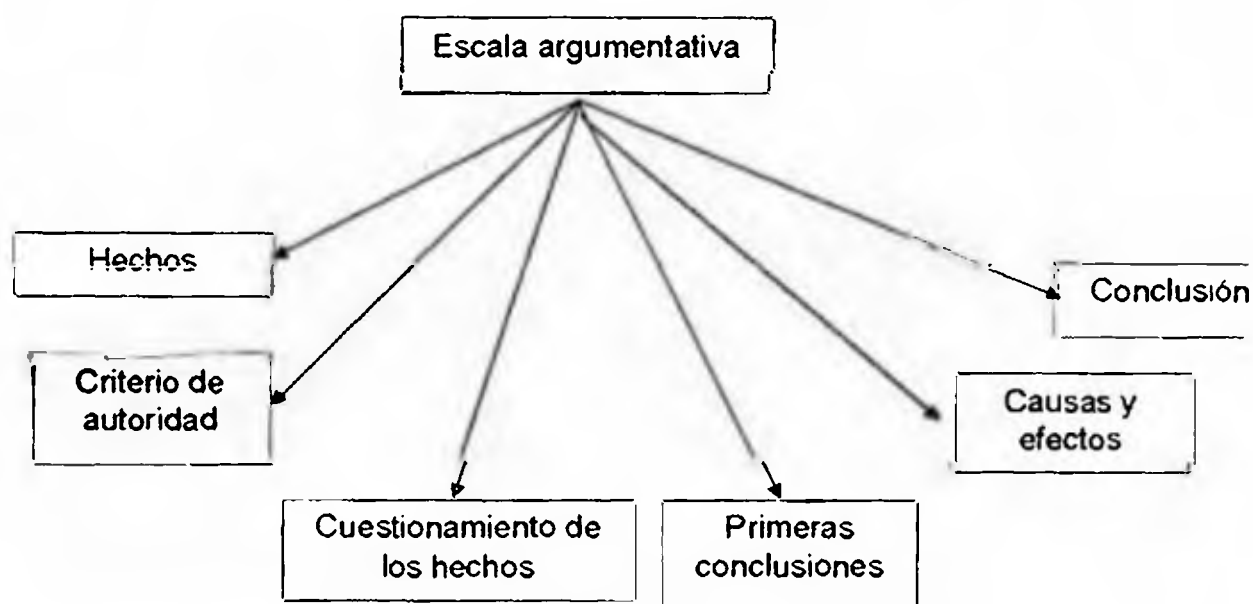 Escala argumentativa
Hechos
Criterio de
autoridad
Cuestionamiento de
los hechos
Primeras
conclusiones
Causas y
efectos
Conclusión